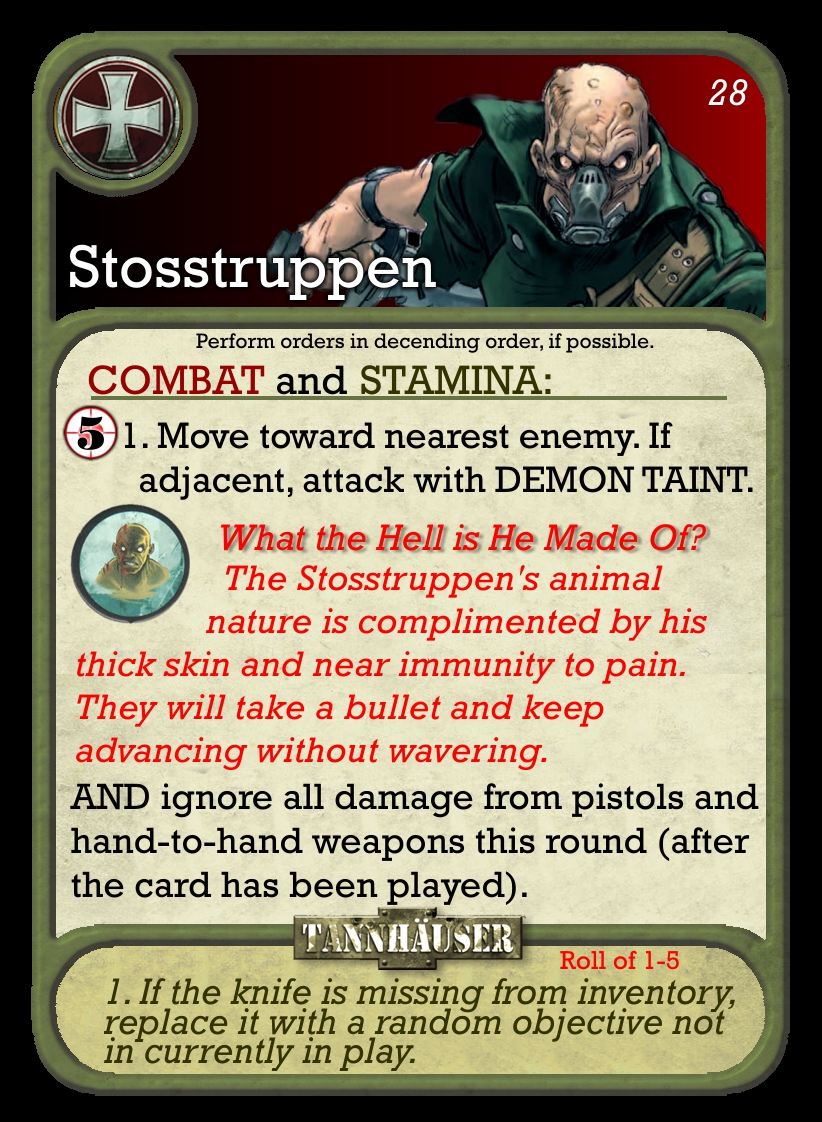 28
Stosstruppen
Perform orders in decending order, if possible.
COMBAT and STAMINA:
5 1. Move toward nearest enemy. If
adjacent, attack with DEMON TAINT.
What the Hell is He Made Of?
The Stosstruppen's animal
nature is complimented by his
thick skin and near immunity to pain.
They will take a bullet and keep
advancing without wavering.
AND ignore all damage from pistols and
hand-to-hand weapons this round (after
the card has been played).
TANNHÄUSER
Roll of 1-5
1. If the knife is missing from inventory,
replace it with a random objective not
in currently in play.